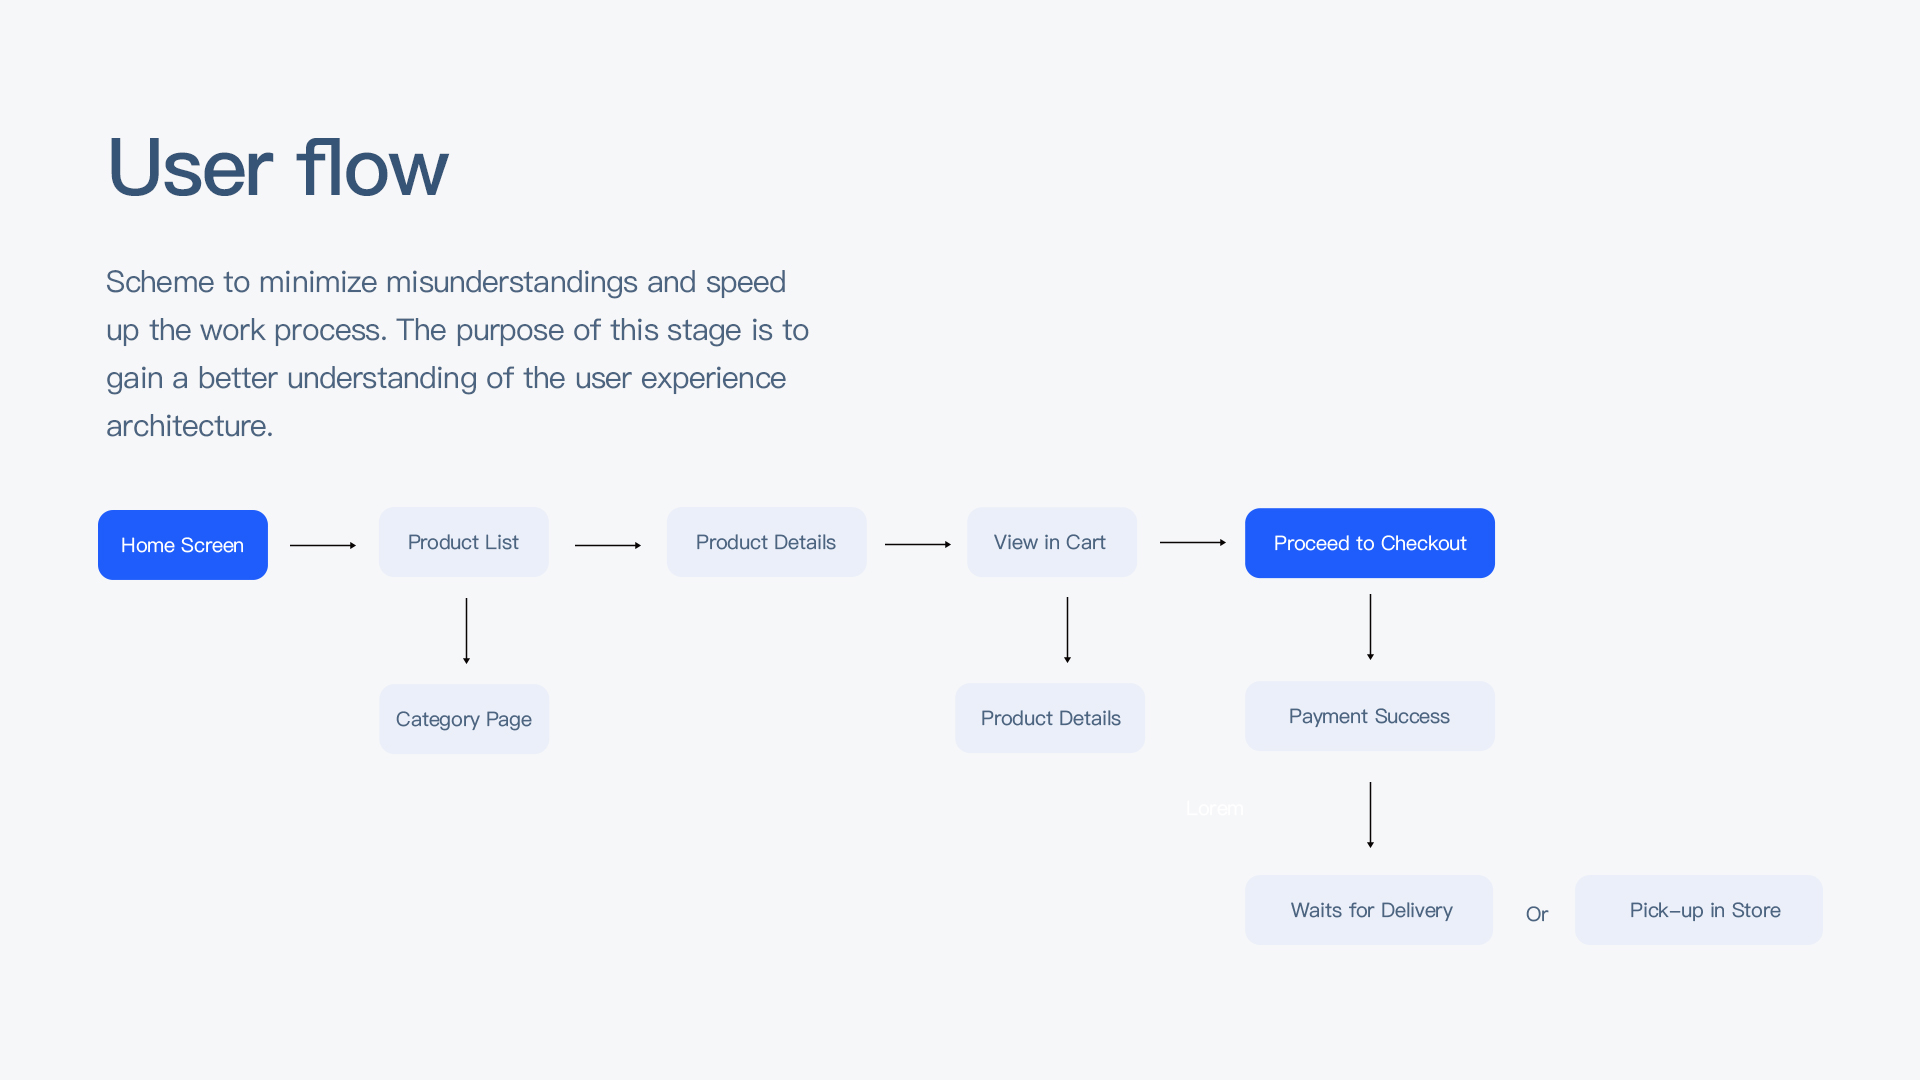 User flow
Scheme to minimize misunderstandings and speed
up the work process. The purpose of this stage is to
gain a better understanding of the user experience
architecture.
Home Screen
Product List
Product Details
View in Cart
Proceed to Checkout
Category Page
Product Details
Payment Success
Lorem
Waits for Delivery
Or
Pick-up in Store